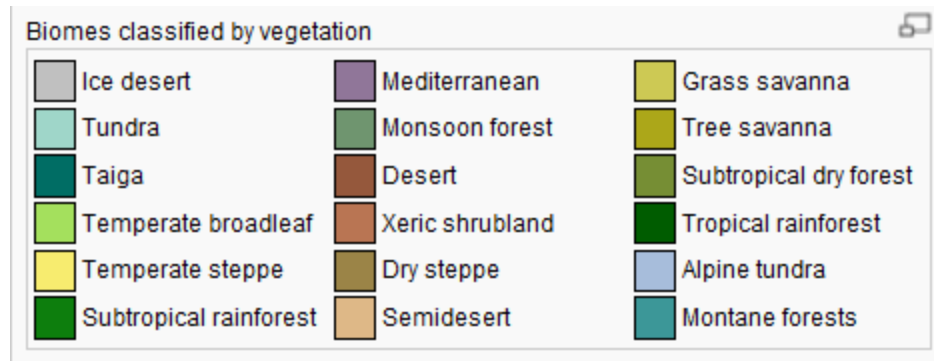 Biomes classified by vegetation
Ice desert
Tundra
Taiga
Temperate broadleaf
Temperate steppe
Subtropical rainforest
Mediterranean
Monsoon forest
Desert
Xeric shrubland
Dry steppe
Semidesert
Grass savanna
Tree savanna
Subtropical dry forest
Tropical rainforest
Alpine tundra
Montane forests